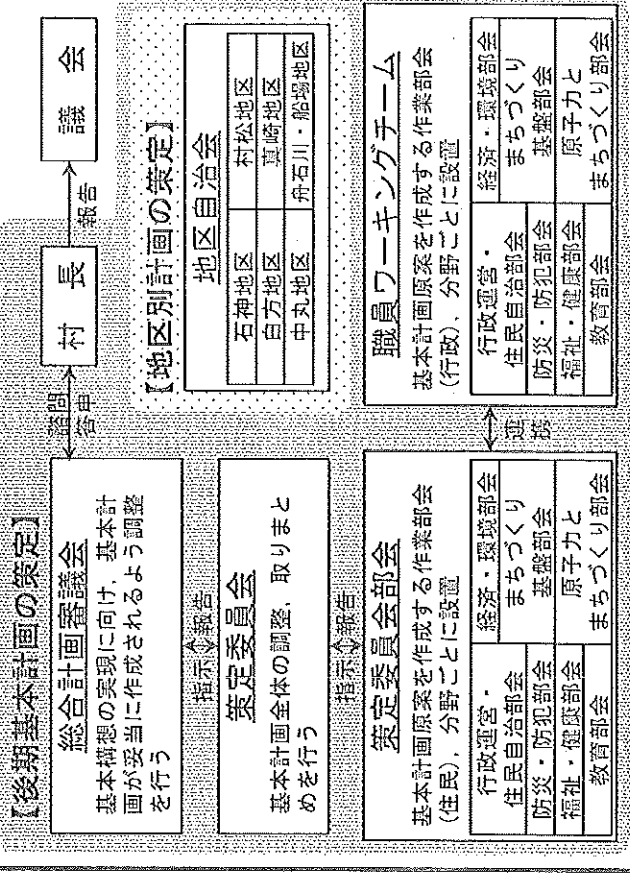 【後期基本計画の策定】
総合計画審議会
基本構想の実現に向け，基本計
画が妥当に作成されるよう調整
を行う
諮問
答申
村長
報告
議会
指示
報告
策定委員会
基本計画全体の調整，取りまと
めを行う
指示
報告
策定委員会部会
基本計画原案を作成する作業部会
(住民)，分野ごとに設置
行政運営・
住民自治部会
経済・環境部会
防災・防犯部会
まちづくり
基盤部会
福祉・健康部会
教育部会
原子力と
まちづくり部会
連携
【地区別計画の策定】
地区自治会
石神地区
村松地区
白方地区
真崎地区
中丸地区
舟石川・船場地区
職員ワーキングチーム
基本計画原案を作成する作業部会
(行政)，分野ごとに設置
行政運営・
住民自治部会
経済・環境部会
防災・防犯部会
まちづくり
基盤部会
福祉・健康部会
教育部会
原子力と
まちづくり部会